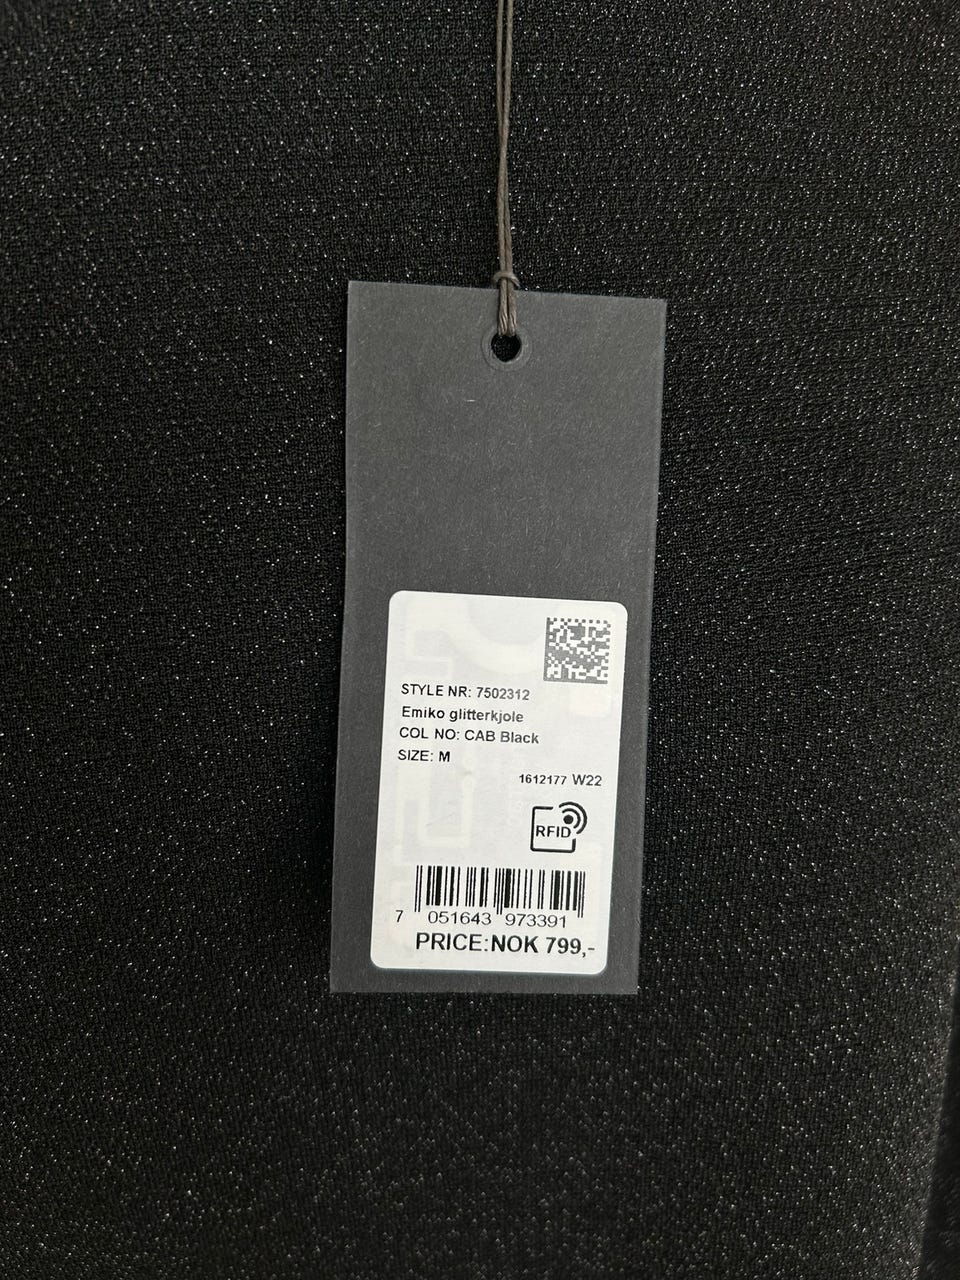 STYLE NR: 7502312
Emiko glitterkjole
COL NO: CAB Black
SIZE: M
1612177 W22
RFID
7 051643 973391
PRICE:NOK 799,-